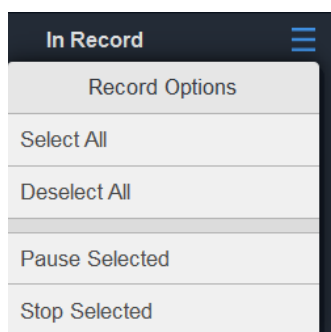 In Record
Record Options
Select All
Deselect All
Pause Selected
Stop Selected